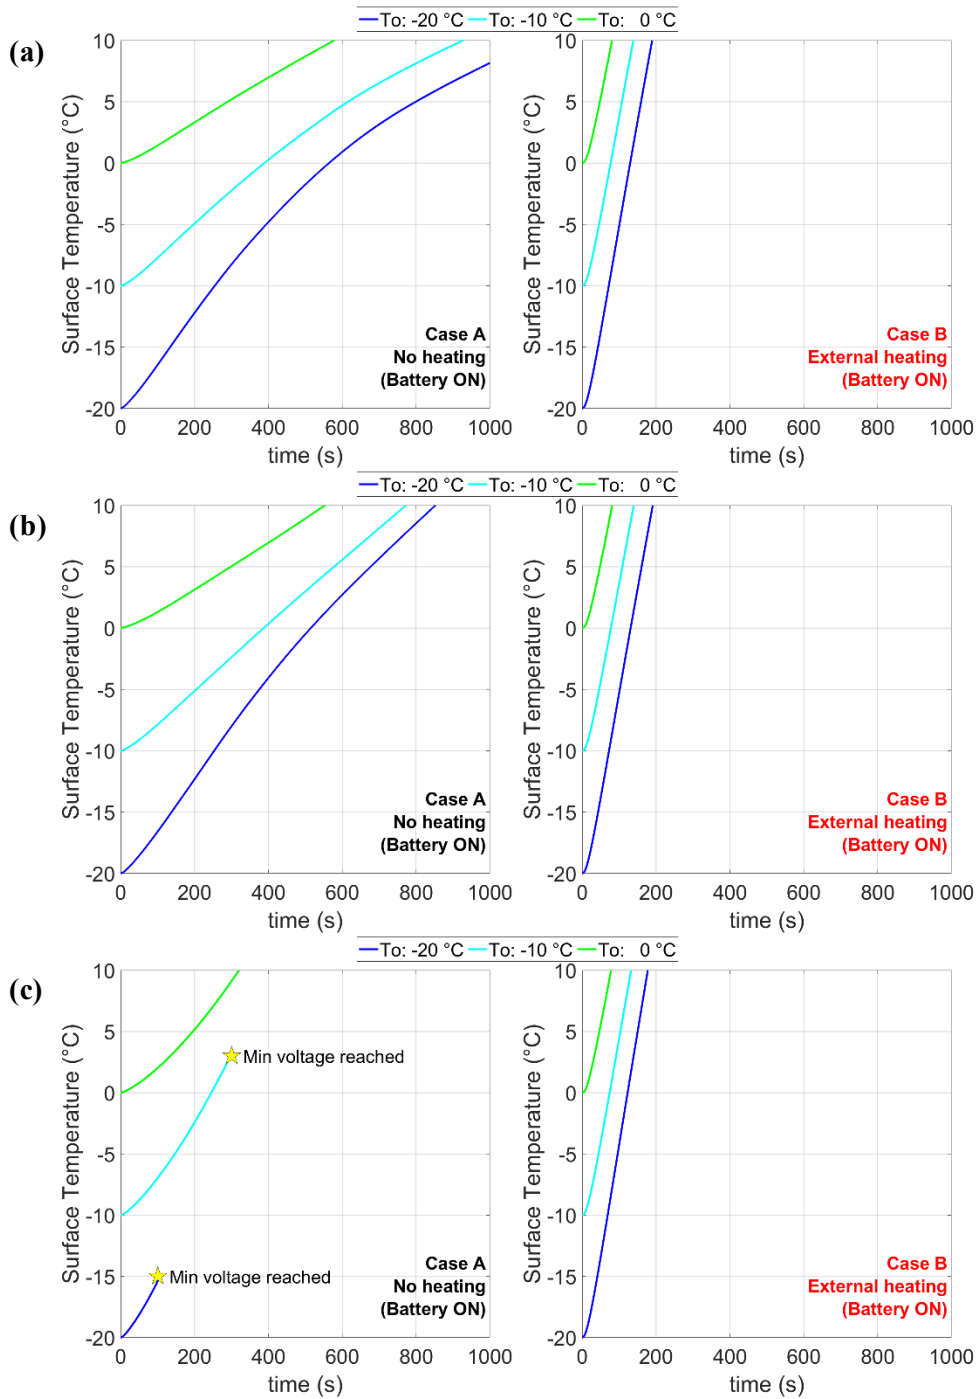 To: -20 °C To: -10 °C To: 0 °C
(a)
10
5
0
-5
-10
-15
-20
Surface Temperature (°C)
Case A
No heating
(Battery ON)
0 200 400 600 800 1000
time (s)
10
5
0
-5
-10
-15
-20
Surface Temperature (°C)
Case B
External heating
(Battery ON)
0 200 400 600 800 1000
time (s)
To: -20 °C To: -10 °C To: 0 °C
(b)
10
5
0
-5
-10
-15
-20
Surface Temperature (°C)
Case A
No heating
(Battery ON)
0 200 400 600 800 1000
time (s)
10
5
0
-5
-10
-15
-20
Surface Temperature (°C)
Case B
External heating
(Battery ON)
0 200 400 600 800 1000
time (s)
To: -20 °C To: -10 °C To: 0 °C
(c)
10
5
0
-5
-10
-15
-20
Surface Temperature (°C)
Min voltage reached
Min voltage reached
Case A
No heating
(Battery ON)
0 200 400 600 800 1000
time (s)
10
5
0
-5
-10
-15
-20
Surface Temperature (°C)
Case B
External heating
(Battery ON)
0 200 400 600 800 1000
time (s)